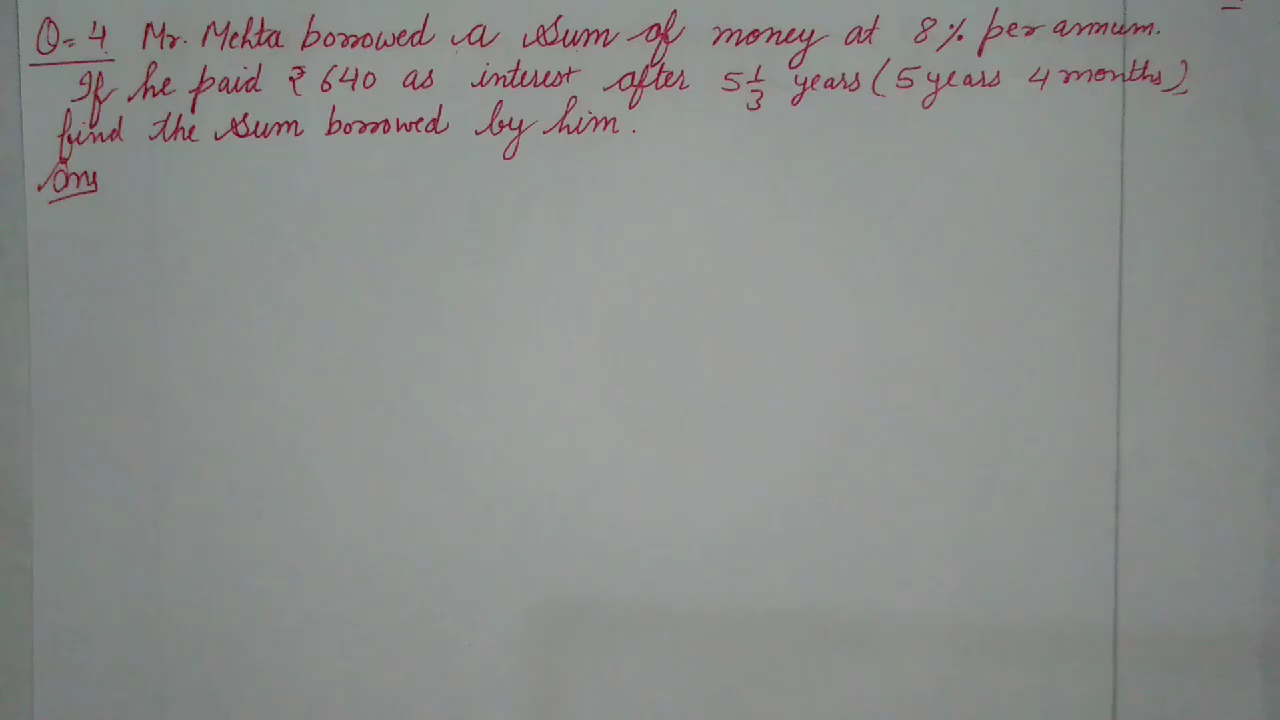 Q=4 Mr. Mehta borrowed a sum of money at 8% per annum.
If he paid ₹ 640 as interest after 5 1/3 years (5 years 4 months)
find the sum borrowed by him.
Ans